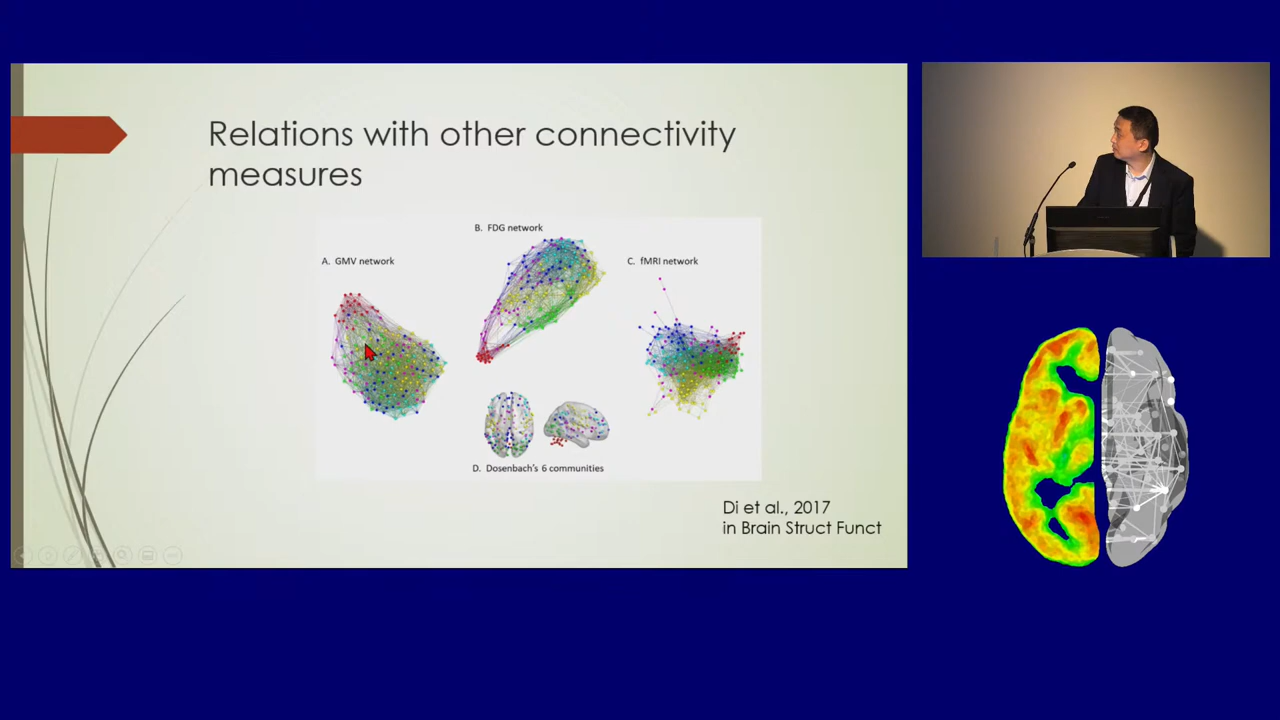 Relations with other connectivity
measures
B. FDG network
A. GMV network
C. fMRI network
D. Dosenbach's 6 communities
Di et al., 2017
in Brain Struct Funct